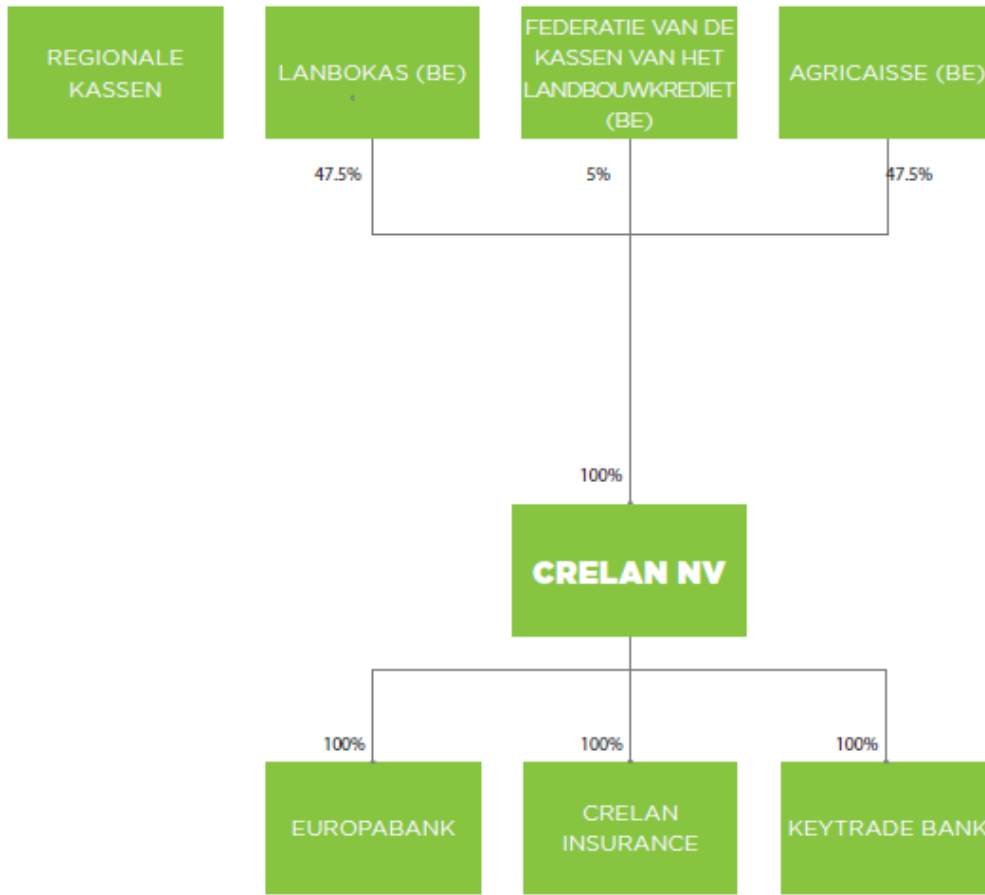 REGIONALE
KASSEN
LANBOKAS (BE)
FEDERATIE VAN DE
KASSEN VAN HET
LANDBOUWKREDIET
(BE)
AGRICAISSE (BE)
47.5%
5%
47.5%
100%
CRELAN NV
100%
100%
100%
EUROPABANK
CRELAN
INSURANCE
KEYTRADE BANK